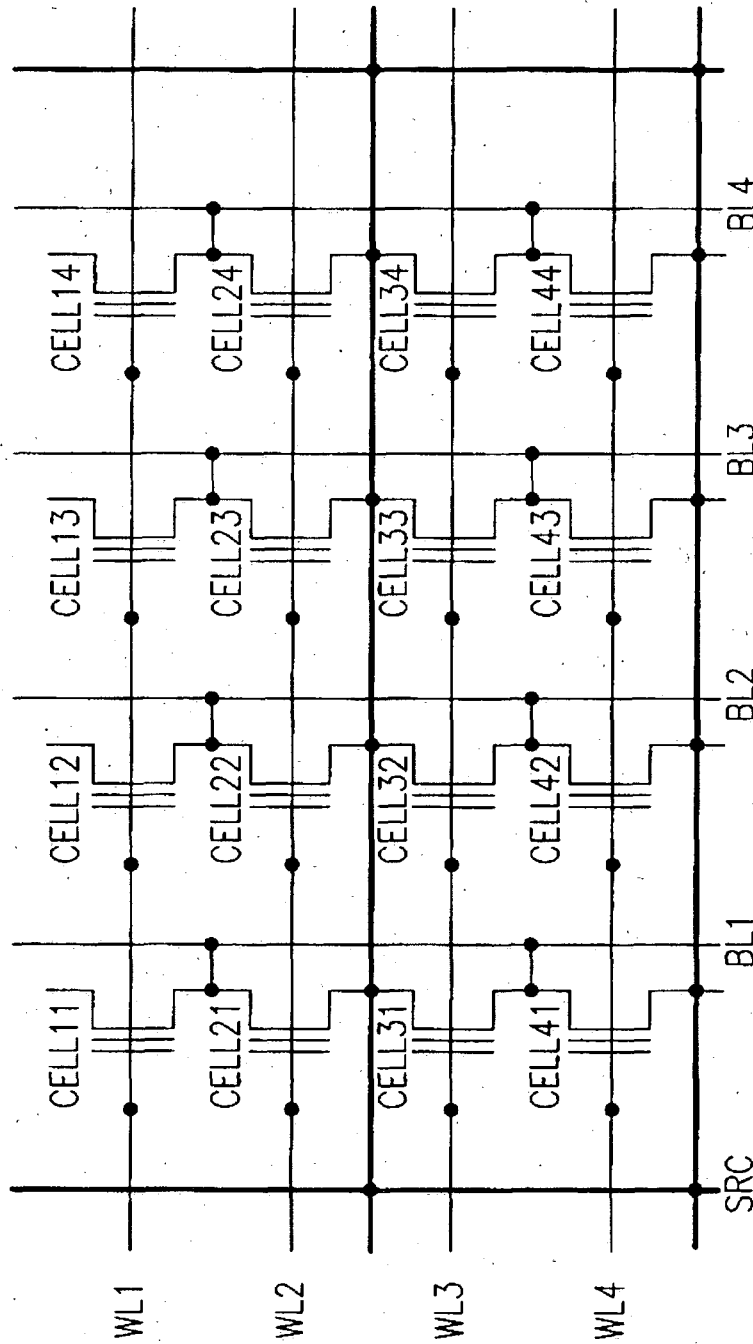 CELL11 CELL12 CELL13 CELL14
WL1
CELL21 CELL22 CELL23 CELL24
WL2
CELL31 CELL32 CELL33 CELL34
WL3
CELL41 CELL42 CELL43 CELL44
WL4
SRC BL1 BL2 BL3 BL4